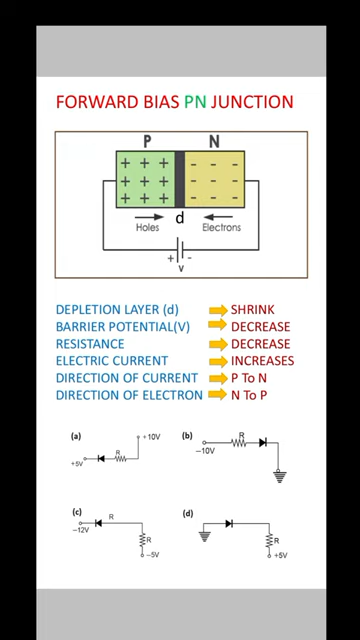 FORWARD BIAS PN JUNCTION
P N
+ + + - - -
+ + + - - -
+ + + - - -
Holes d Electrons
+ -
V
DEPLETION LAYER (d) SHRINK
BARRIER POTENTIAL(V) DECREASE
RESISTANCE DECREASE
ELECTRIC CURRENT INCREASES
DIRECTION OF CURRENT P To N
DIRECTION OF ELECTRON N To P
(a) +10V
R
+5V
(b) R
−10V
(c) R
−12V
R
−5V
(d)
R
+5V